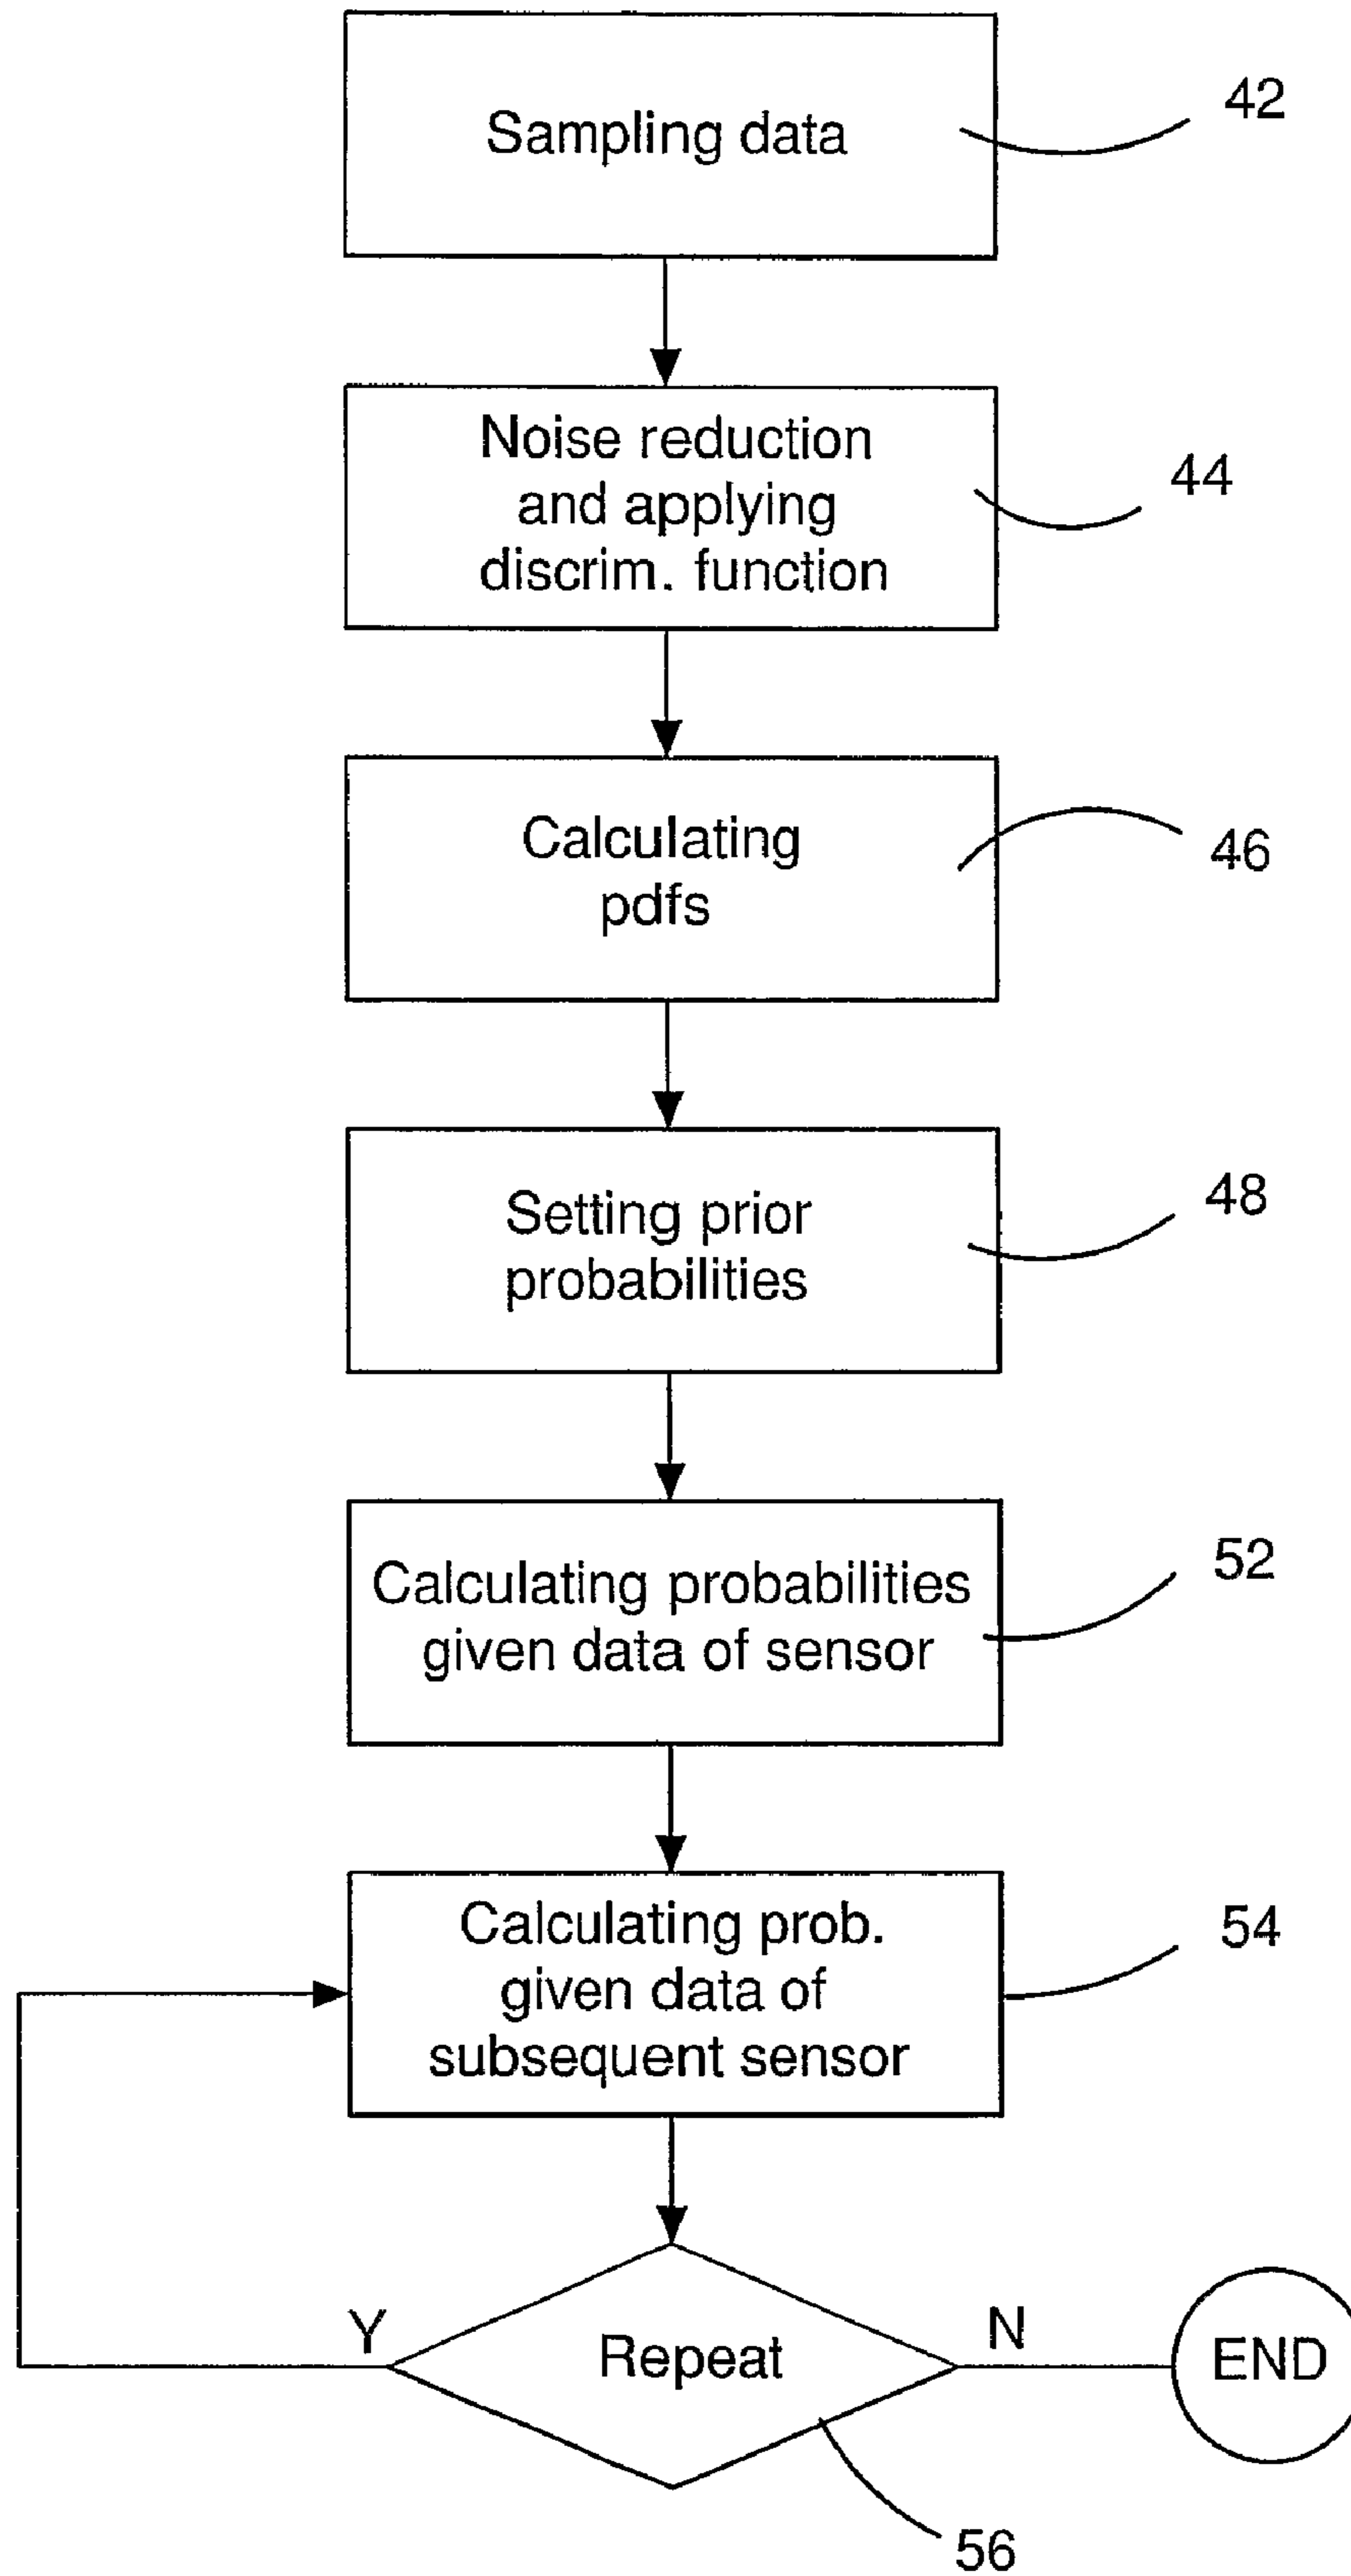 Sampling data
42
Noise reduction
and applying
discrim. function
44
Calculating
pdfs
46
Setting prior
probabilities
48
Calculating probabilities
given data of sensor
52
Calculating prob.
given data of
subsequent sensor
54
Y
Repeat
N
END
56